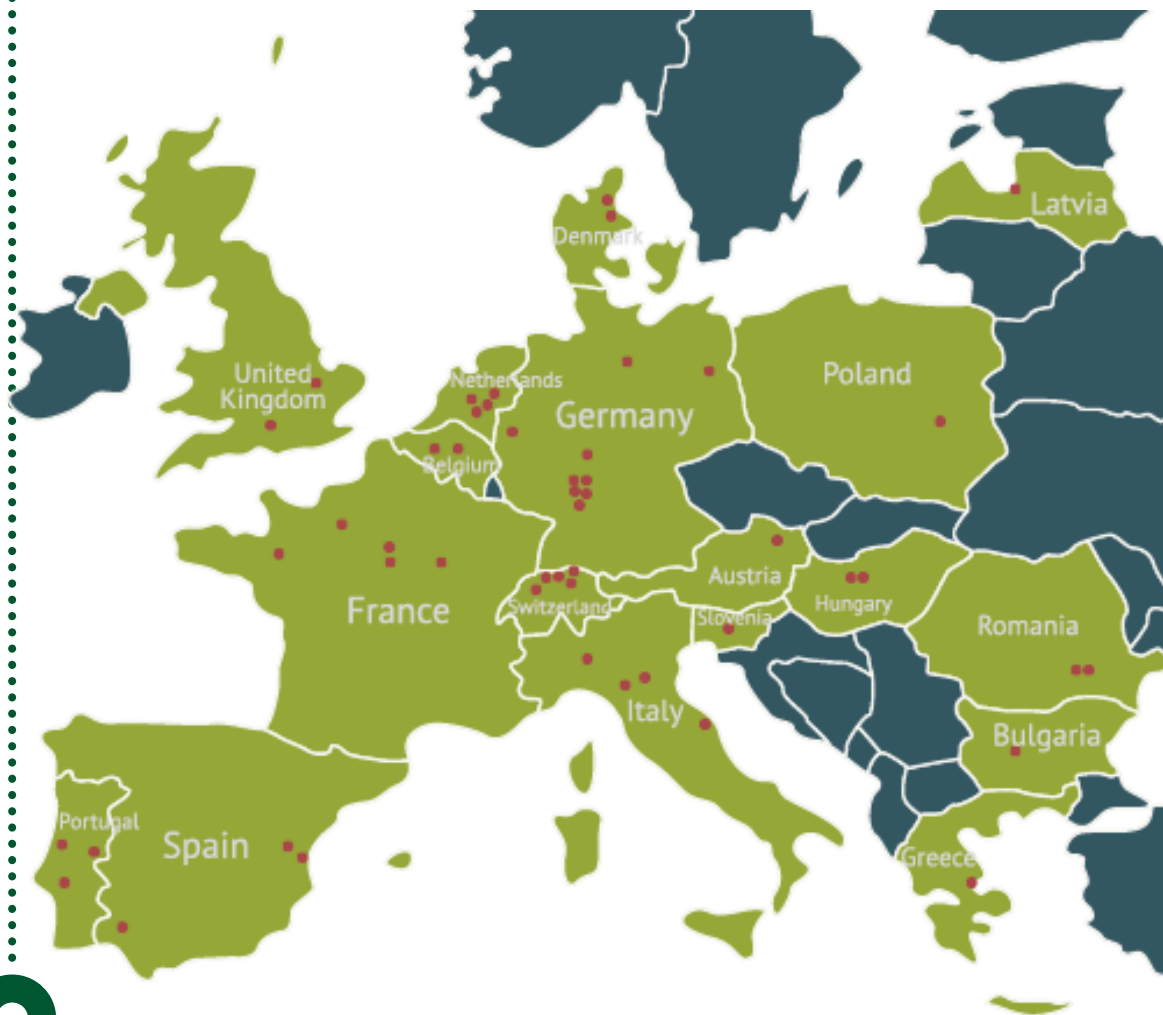 Latvia
Denmark
United
Kingdom
Netherlands
Poland
Germany
Belgium
Austria
Switzerland
Hungary
France
Slovenia
Romania
Italy
Bulgaria
Portugal
Spain
Greece